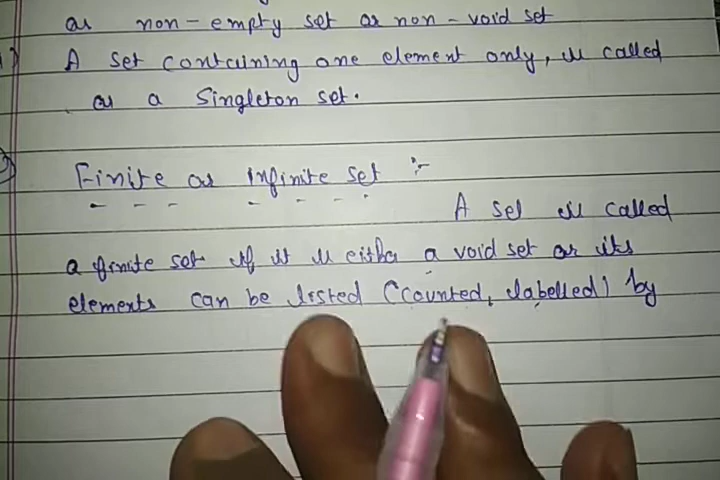 as non-empty set or non-void set
1) A set containing one element only, is called
as a Singleton set.
Finite or infinite set :-
A set is called
a finite set if it is either a void set or its
elements can be listed (counted, labelled) by